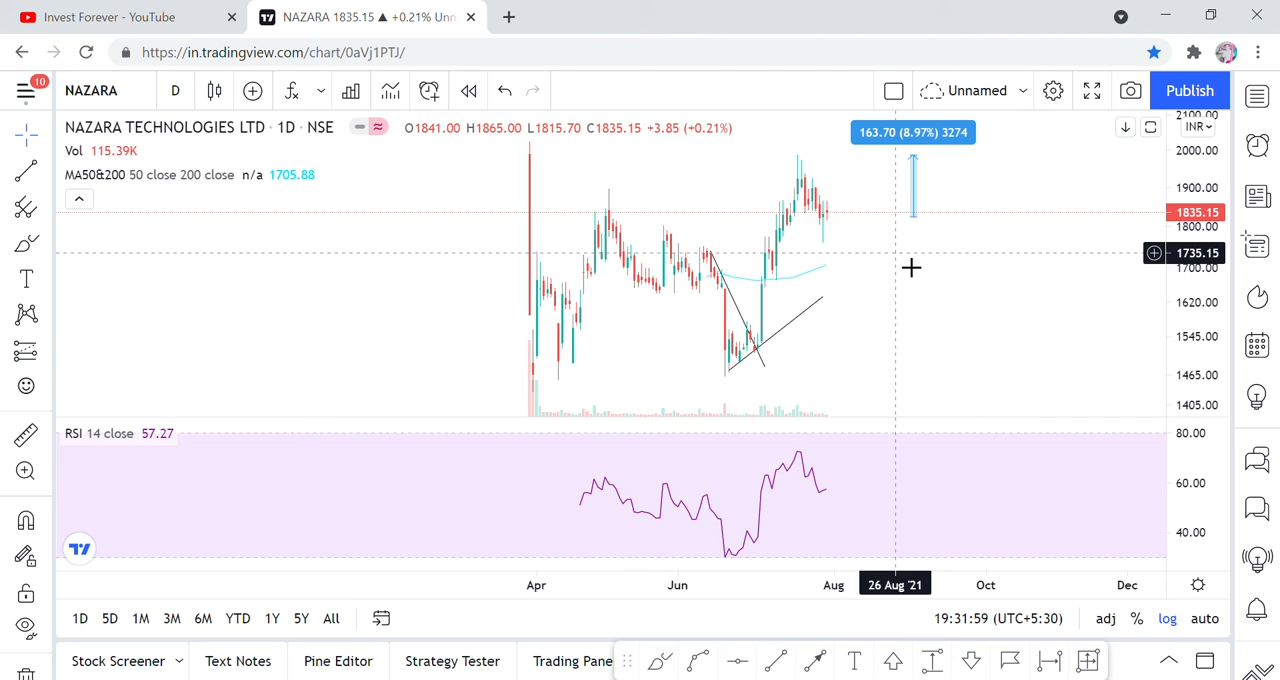 Invest Forever - YouTube
NAZARA 1835.15 ▲ +0.21% Unn
https://in.tradingview.com/chart/0aVj1PTJ/
10
NAZARA
D
Unnamed
Publish
NAZARA TECHNOLOGIES LTD · 1D · NSE
O1841.00 H1865.00 L1815.70 C1835.15 +3.85 (+0.21%)
163.70 (8.97%) 3274
INR
Vol 115.39K
MA50&200 50 close 200 close n/a 1705.88
2100.00
2000.00
1900.00
1835.15
1800.00
1735.15
1700.00
1620.00
1545.00
1465.00
1405.00
RSI 14 close 57.27
80.00
60.00
40.00
Apr
Jun
Aug
26 Aug '21
Oct
Dec
1D 5D 1M 3M 6M YTD 1Y 5Y All
19:31:59 (UTC+5:30)
adj % log auto
Stock Screener
Text Notes
Pine Editor
Strategy Tester
Trading Pane